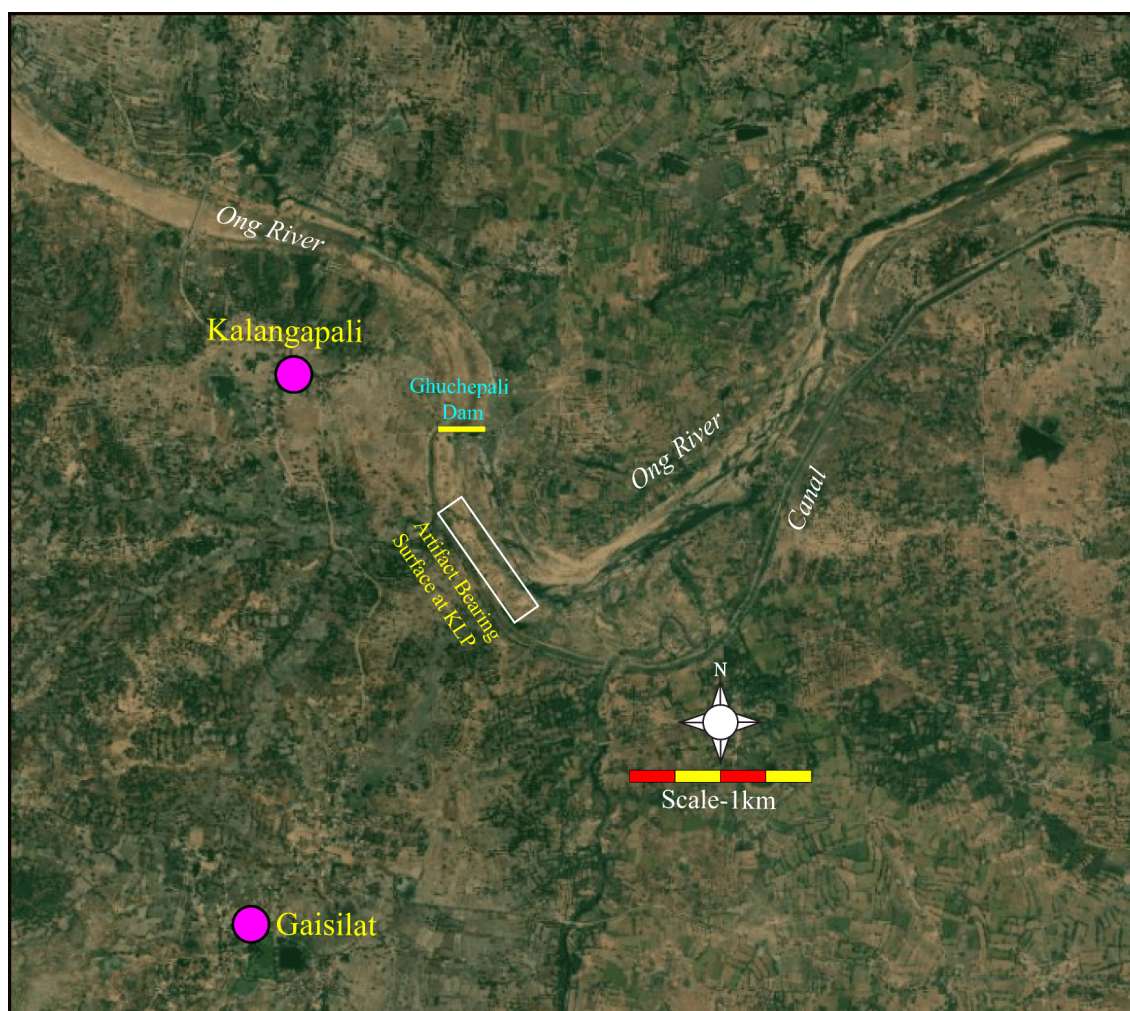 Ong River
Kalangapali
Ghuchepali
Dam
Ong River
Canal
Artifact Bearing
Surface at KLP
N
Scale-1km
Gaisilat